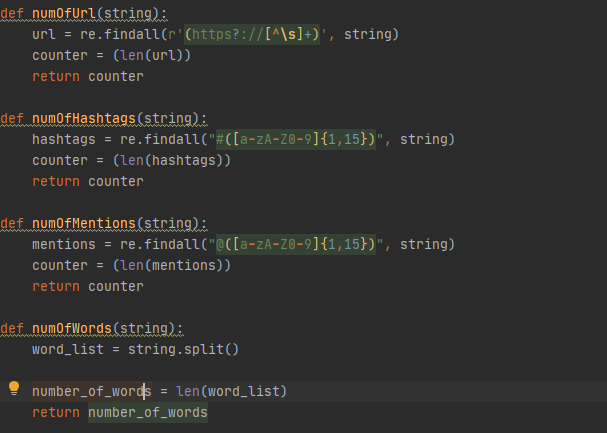 def numOfUrl(string):
    url = re.findall(r'(https?://[^\s]+)', string)
    counter = (len(url))
    return counter

def numOfHashtags(string):
    hashtags = re.findall("#([a-zA-Z0-9]{1,15})", string)
    counter = (len(hashtags))
    return counter

def numOfMentions(string):
    mentions = re.findall("@([a-zA-Z0-9]{1,15})", string)
    counter = (len(mentions))
    return counter

def numOfWords(string):
    word_list = string.split()

    number_of_words = len(word_list)
    return number_of_words